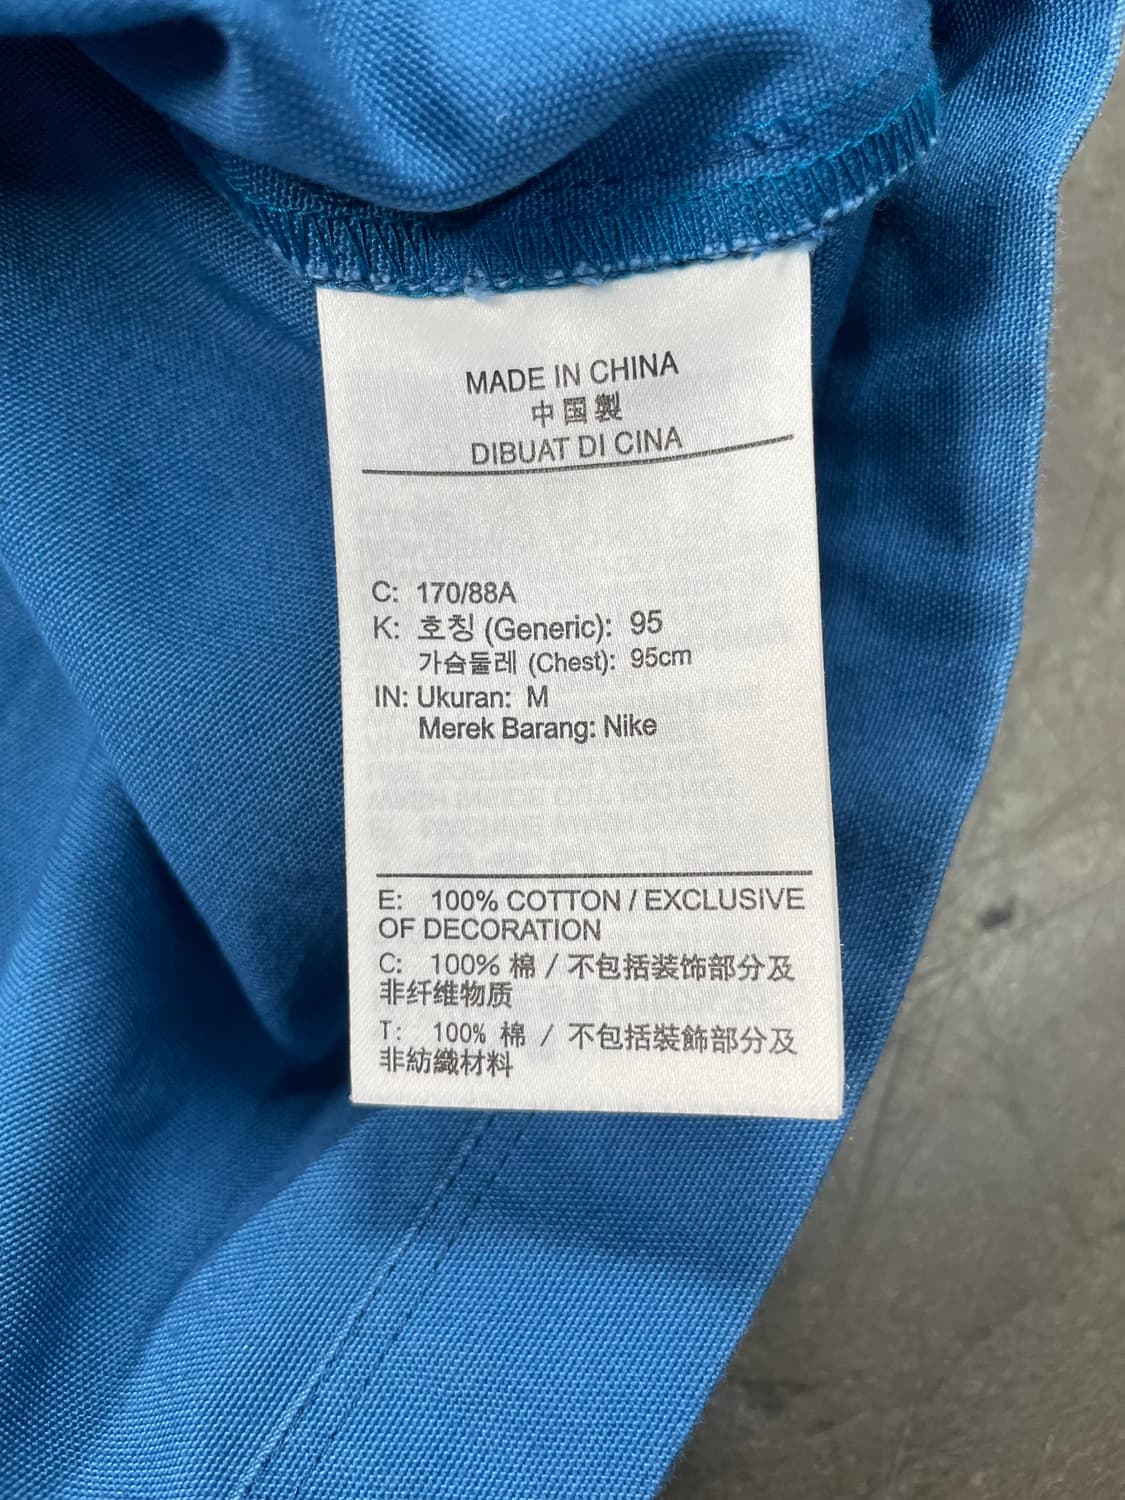 MADE IN CHINA
中国製
DIBUAT DI CINA
C: 170/88A
K: 호칭 (Generic): 95
가슴둘레 (Chest): 95cm
IN: Ukuran: M
Merek Barang: Nike
E: 100% COTTON / EXCLUSIVE
OF DECORATION
C: 100% 棉 / 不包括装饰部分及
非纤维物质
T: 100% 棉 / 不包括裝飾部分及
非紡織材料